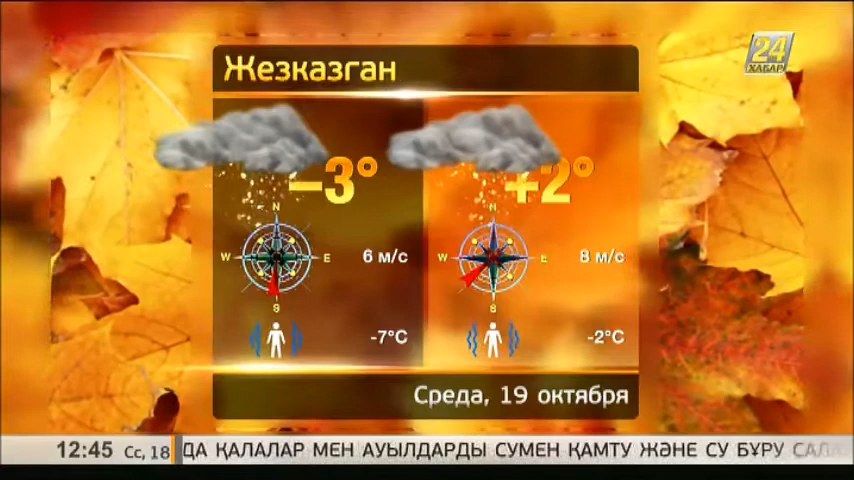 Жезказган
24
ХАБАР
–3° +2°
N N
W E W E
6 м/с 8 м/с
S S
-7°C -2°C
Среда, 19 октября
12:45 Сс, 18 ДА ҚАЛАЛАР МЕН АУЫЛДАРДЫ СУМЕН ҚАМТУ ЖӘНЕ СУ БҰРУ САЛА